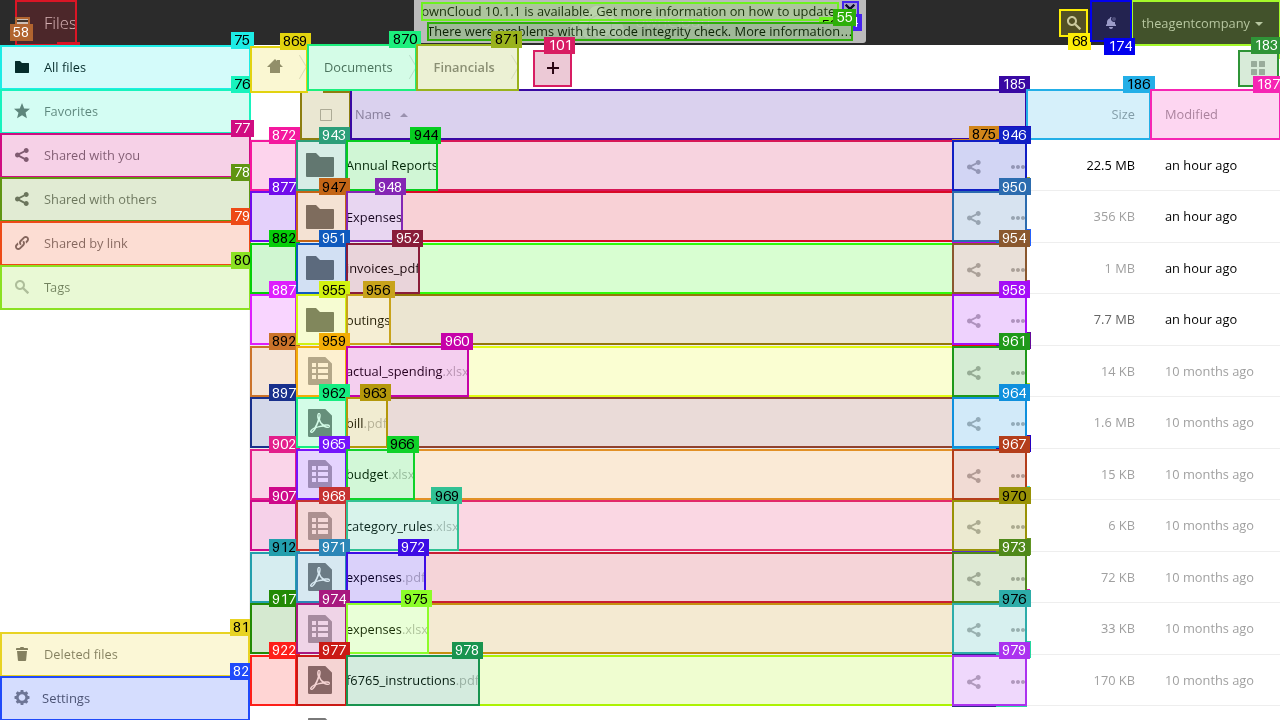 Files
58
ownCloud 10.1.1 is available. Get more information on how to update
There were problems with the code integrity check. More information...
55
68
174
theagentcompany
75
All files
76
Favorites
77
Shared with you
78
Shared with others
79
Shared by link
80
Tags
81
Deleted files
82
Settings
869
870
Documents
871
Financials
101
+
183
185
Name
186
Size
187
Modified
872 943 944 875 946
Annual Reports
22.5 MB
an hour ago
877 947 948 950
Expenses
356 KB
an hour ago
882 951 952 954
invoices_pdf
1 MB
an hour ago
887 955 956 958
outings
7.7 MB
an hour ago
892 959 960 961
actual_spending.xlsx
14 KB
10 months ago
897 962 963 964
bill.pdf
1.6 MB
10 months ago
902 965 966 967
budget.xlsx
15 KB
10 months ago
907 968 969 970
category_rules.xlsx
6 KB
10 months ago
912 971 972 973
expenses.pdf
72 KB
10 months ago
917 974 975 976
expenses.xlsx
33 KB
10 months ago
922 977 978 979
f6765_instructions.pdf
170 KB
10 months ago